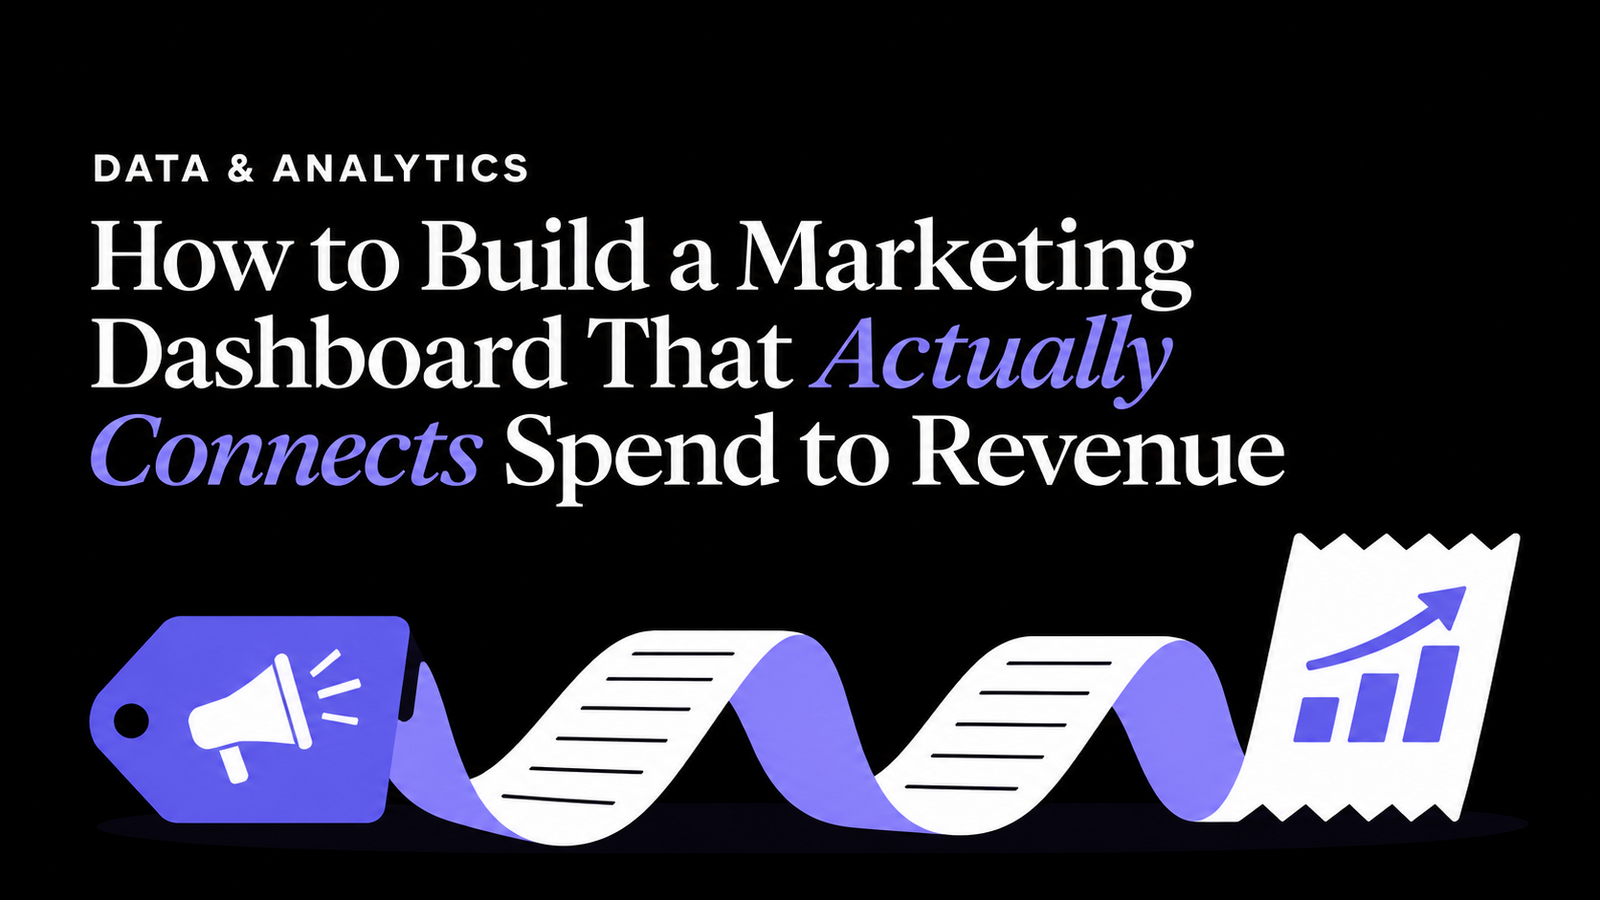 DATA & ANALYTICS
How to Build a Marketing
Dashboard That Actually
Connects Spend to Revenue